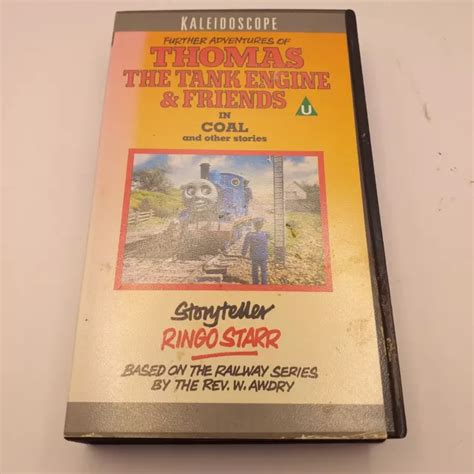 KALEIDOSCOPE
FURTHER ADVENTURES OF
THOMAS
THE TANK ENGINE
& FRIENDS
U
IN
COAL
and other stories
Storyteller
RINGO STARR
BASED ON THE RAILWAY SERIES
BY THE REV. W. AWDRY